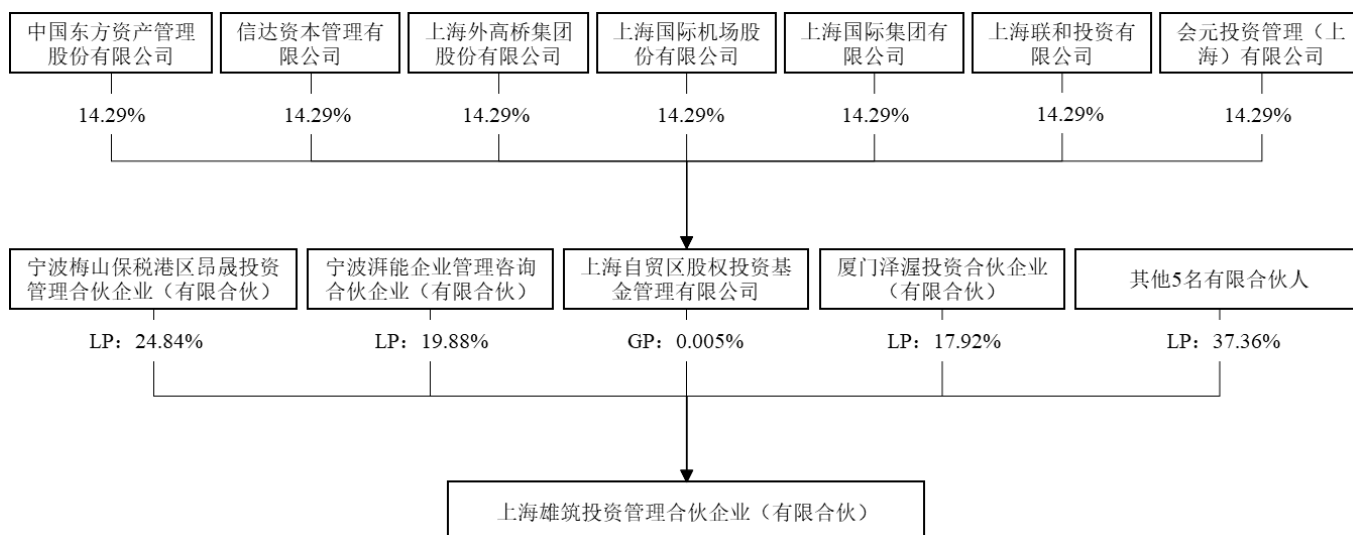 中国东方资产管理
股份有限公司
信达资本管理有
限公司
上海外高桥集团
股份有限公司
上海国际机场股
份有限公司
上海国际集团有
限公司
上海联和投资有
限公司
会元投资管理（上
海）有限公司
14.29%
14.29%
14.29%
14.29%
14.29%
14.29%
14.29%
宁波梅山保税港区昂晟投资
管理合伙企业（有限合伙）
宁波湃能企业管理咨询
合伙企业（有限合伙）
上海自贸区股权投资基
金管理有限公司
厦门泽渥投资合伙企业
（有限合伙）
其他5名有限合伙人
LP：24.84%
LP：19.88%
GP：0.005%
LP：17.92%
LP：37.36%
上海雄筑投资管理合伙企业（有限合伙）